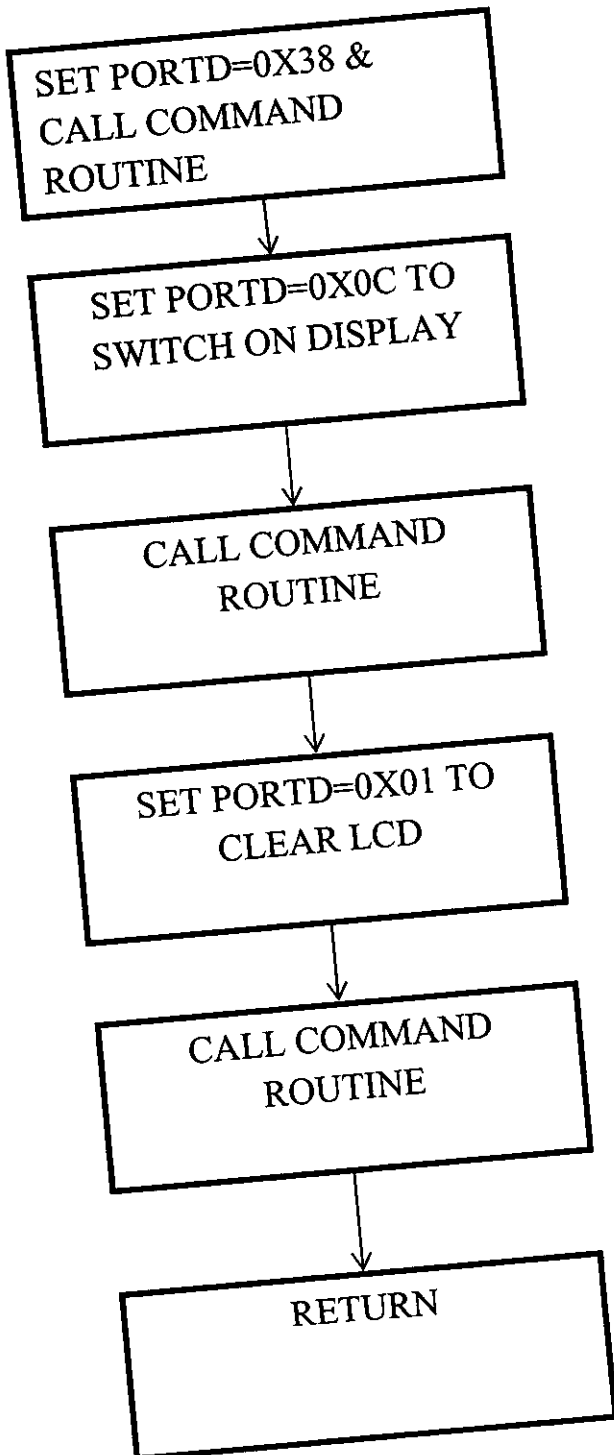 SET PORTD=0X38 &
CALL COMMAND
ROUTINE
SET PORTD=0X0C TO
SWITCH ON DISPLAY
CALL COMMAND
ROUTINE
SET PORTD=0X01 TO
CLEAR LCD
CALL COMMAND
ROUTINE
RETURN